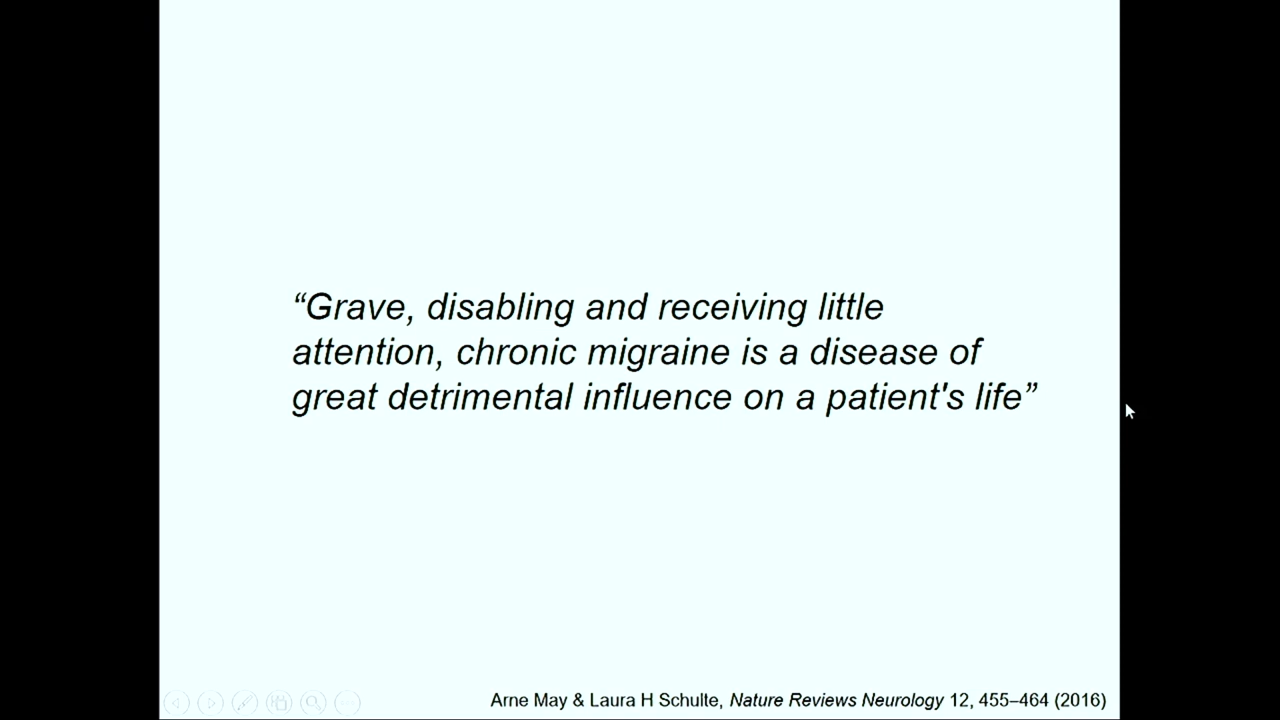 “Grave, disabling and receiving little
attention, chronic migraine is a disease of
great detrimental influence on a patient's life”
Arne May & Laura H Schulte, Nature Reviews Neurology 12, 455–464 (2016)